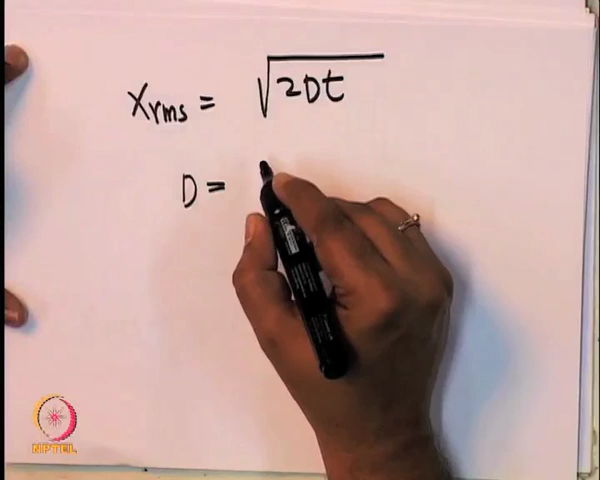 Xrms = √2Dt
D =
NPTEL